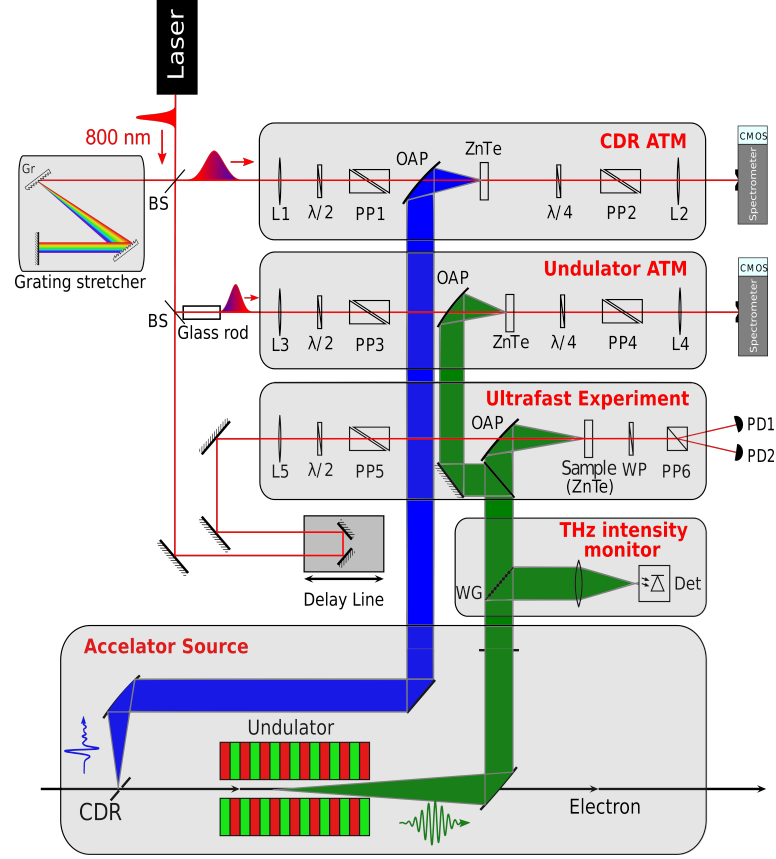 Laser
800 nm
Gr
BS
Grating stretcher
CDR ATM
OAP
ZnTe
L1
λ/2
PP1
λ/4
PP2
L2
CMOS
Spectrometer
Undulator ATM
OAP
BS
Glass rod
L3
λ/2
PP3
ZnTe
λ/4
PP4
L4
CMOS
Spectrometer
Ultrafast Experiment
OAP
L5
λ/2
PP5
Sample
(ZnTe)
WP
PP6
PD1
PD2
Delay Line
THz intensity
monitor
WG
Det
Accelator Source
Undulator
CDR
Electron